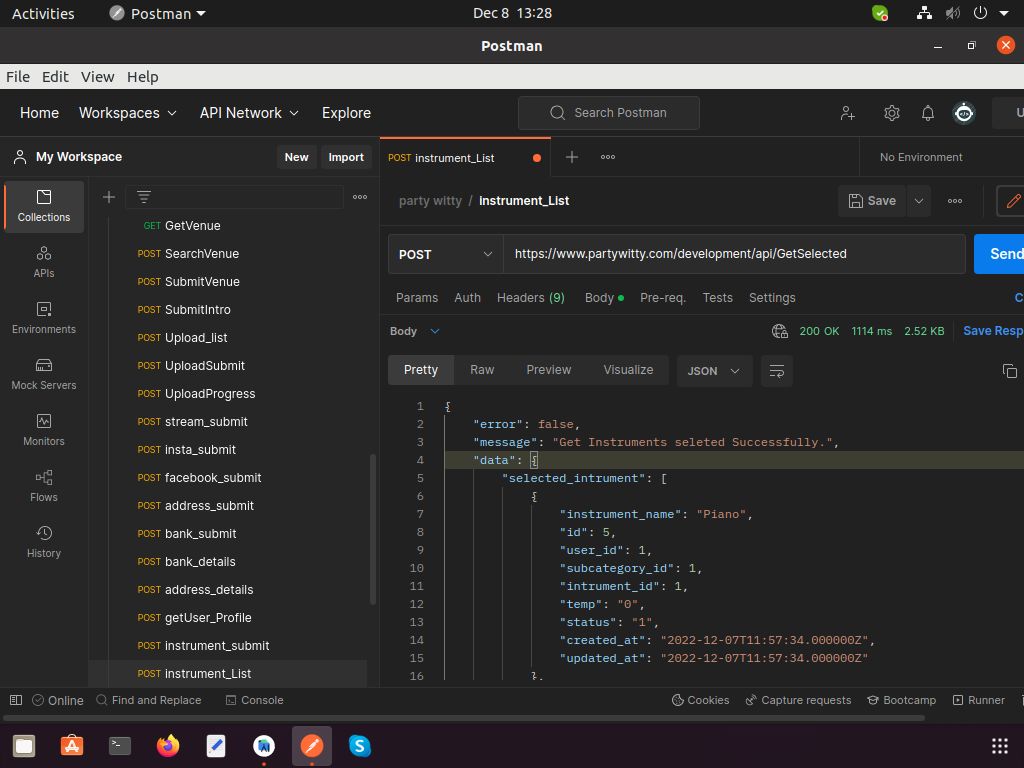 Activities Postman Dec 8 13:28
Postman
File Edit View Help
Home Workspaces API Network Explore Search Postman U
My Workspace New Import POST instrument_List No Environment
party witty / instrument_List Save
Collections
APIs
Environments
Mock Servers
Monitors
Flows
History
GET GetVenue
POST SearchVenue
POST SubmitVenue
POST SubmitIntro
POST Upload_list
POST UploadSubmit
POST UploadProgress
POST stream_submit
POST insta_submit
POST facebook_submit
POST address_submit
POST bank_submit
POST bank_details
POST address_details
POST getUser_Profile
POST instrument_submit
POST instrument_List
POST https://www.partywitty.com/development/api/GetSelected Send
Params Auth Headers (9) Body Pre-req. Tests Settings C
Body 200 OK 1114 ms 2.52 KB Save Resp
Pretty Raw Preview Visualize JSON
1 {
2 "error": false,
3 "message": "Get Instruments seleted Successfully.",
4 "data": {
5 "selected_intrument": [
6 {
7 "instrument_name": "Piano",
8 "id": 5,
9 "user_id": 1,
10 "subcategory_id": 1,
11 "intrument_id": 1,
12 "temp": "0",
13 "status": "1",
14 "created_at": "2022-12-07T11:57:34.000000Z",
15 "updated_at": "2022-12-07T11:57:34.000000Z"
16 },
Online Find and Replace Console Cookies Capture requests Bootcamp Runner